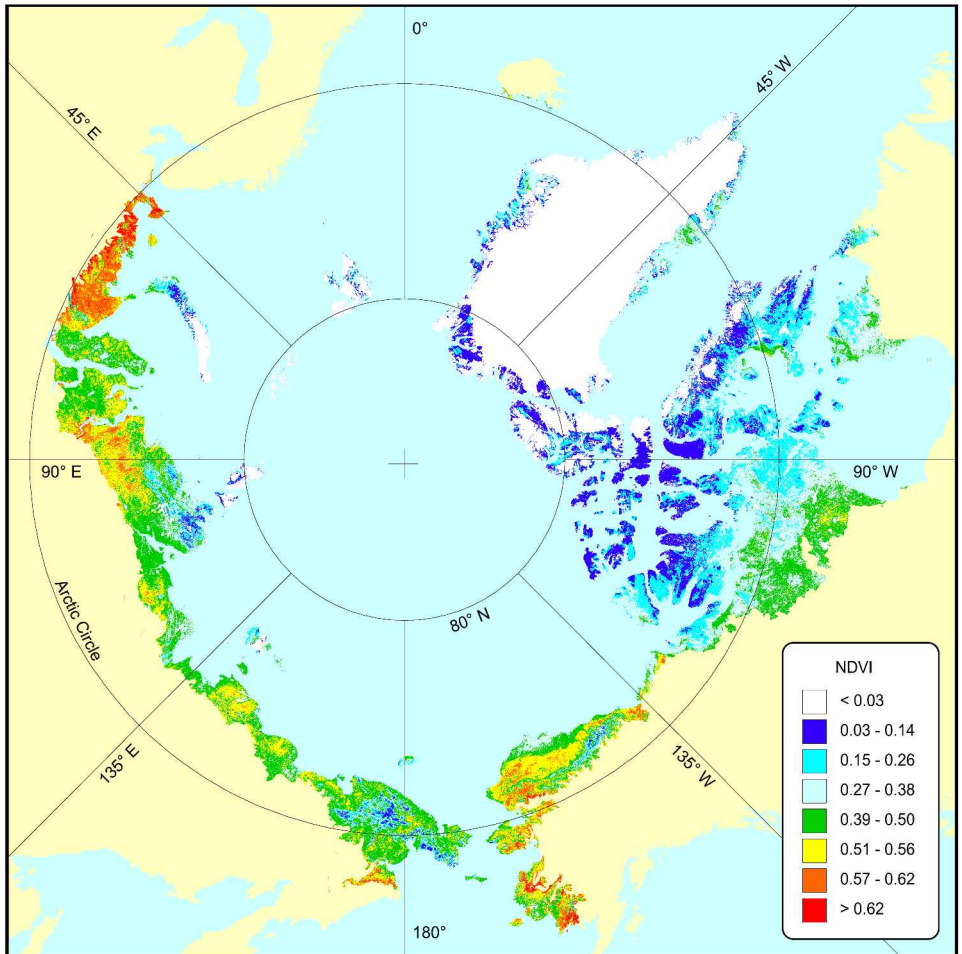 0°
45° W
45° E
90° E
90° W
80° N
Arctic Circle
135° E
135° W
180°
NDVI
< 0.03
0.03 - 0.14
0.15 - 0.26
0.27 - 0.38
0.39 - 0.50
0.51 - 0.56
0.57 - 0.62
> 0.62